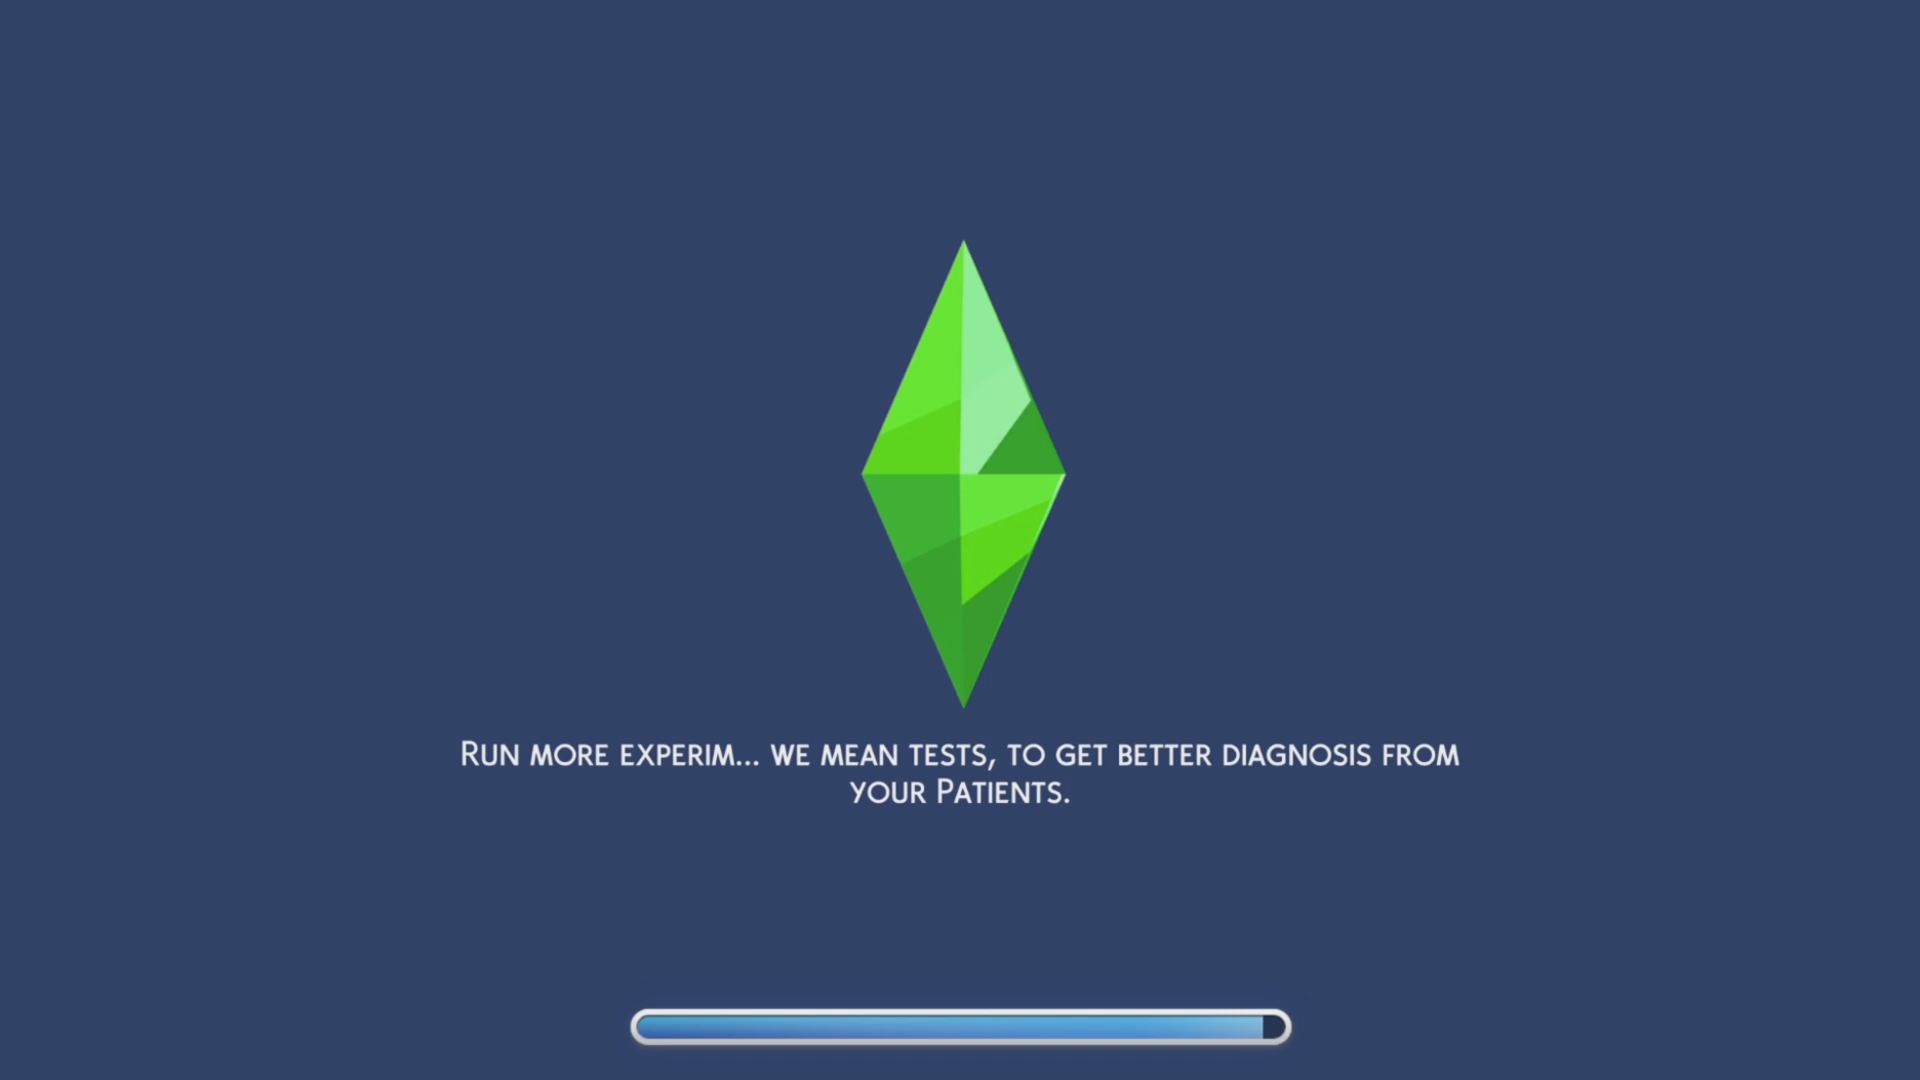 Run more experim... we mean tests, to get better diagnosis from
your Patients.